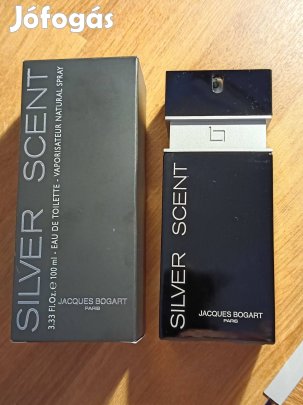 Jófogás
SILVER SCENT
3.33 Fl.Oz. e 100 ml - EAU DE TOILETTE - VAPORISATEUR NATURAL SPRAY
JACQUES BOGART
PARIS
SILVER SCENT
JACQUES BOGART
PARIS